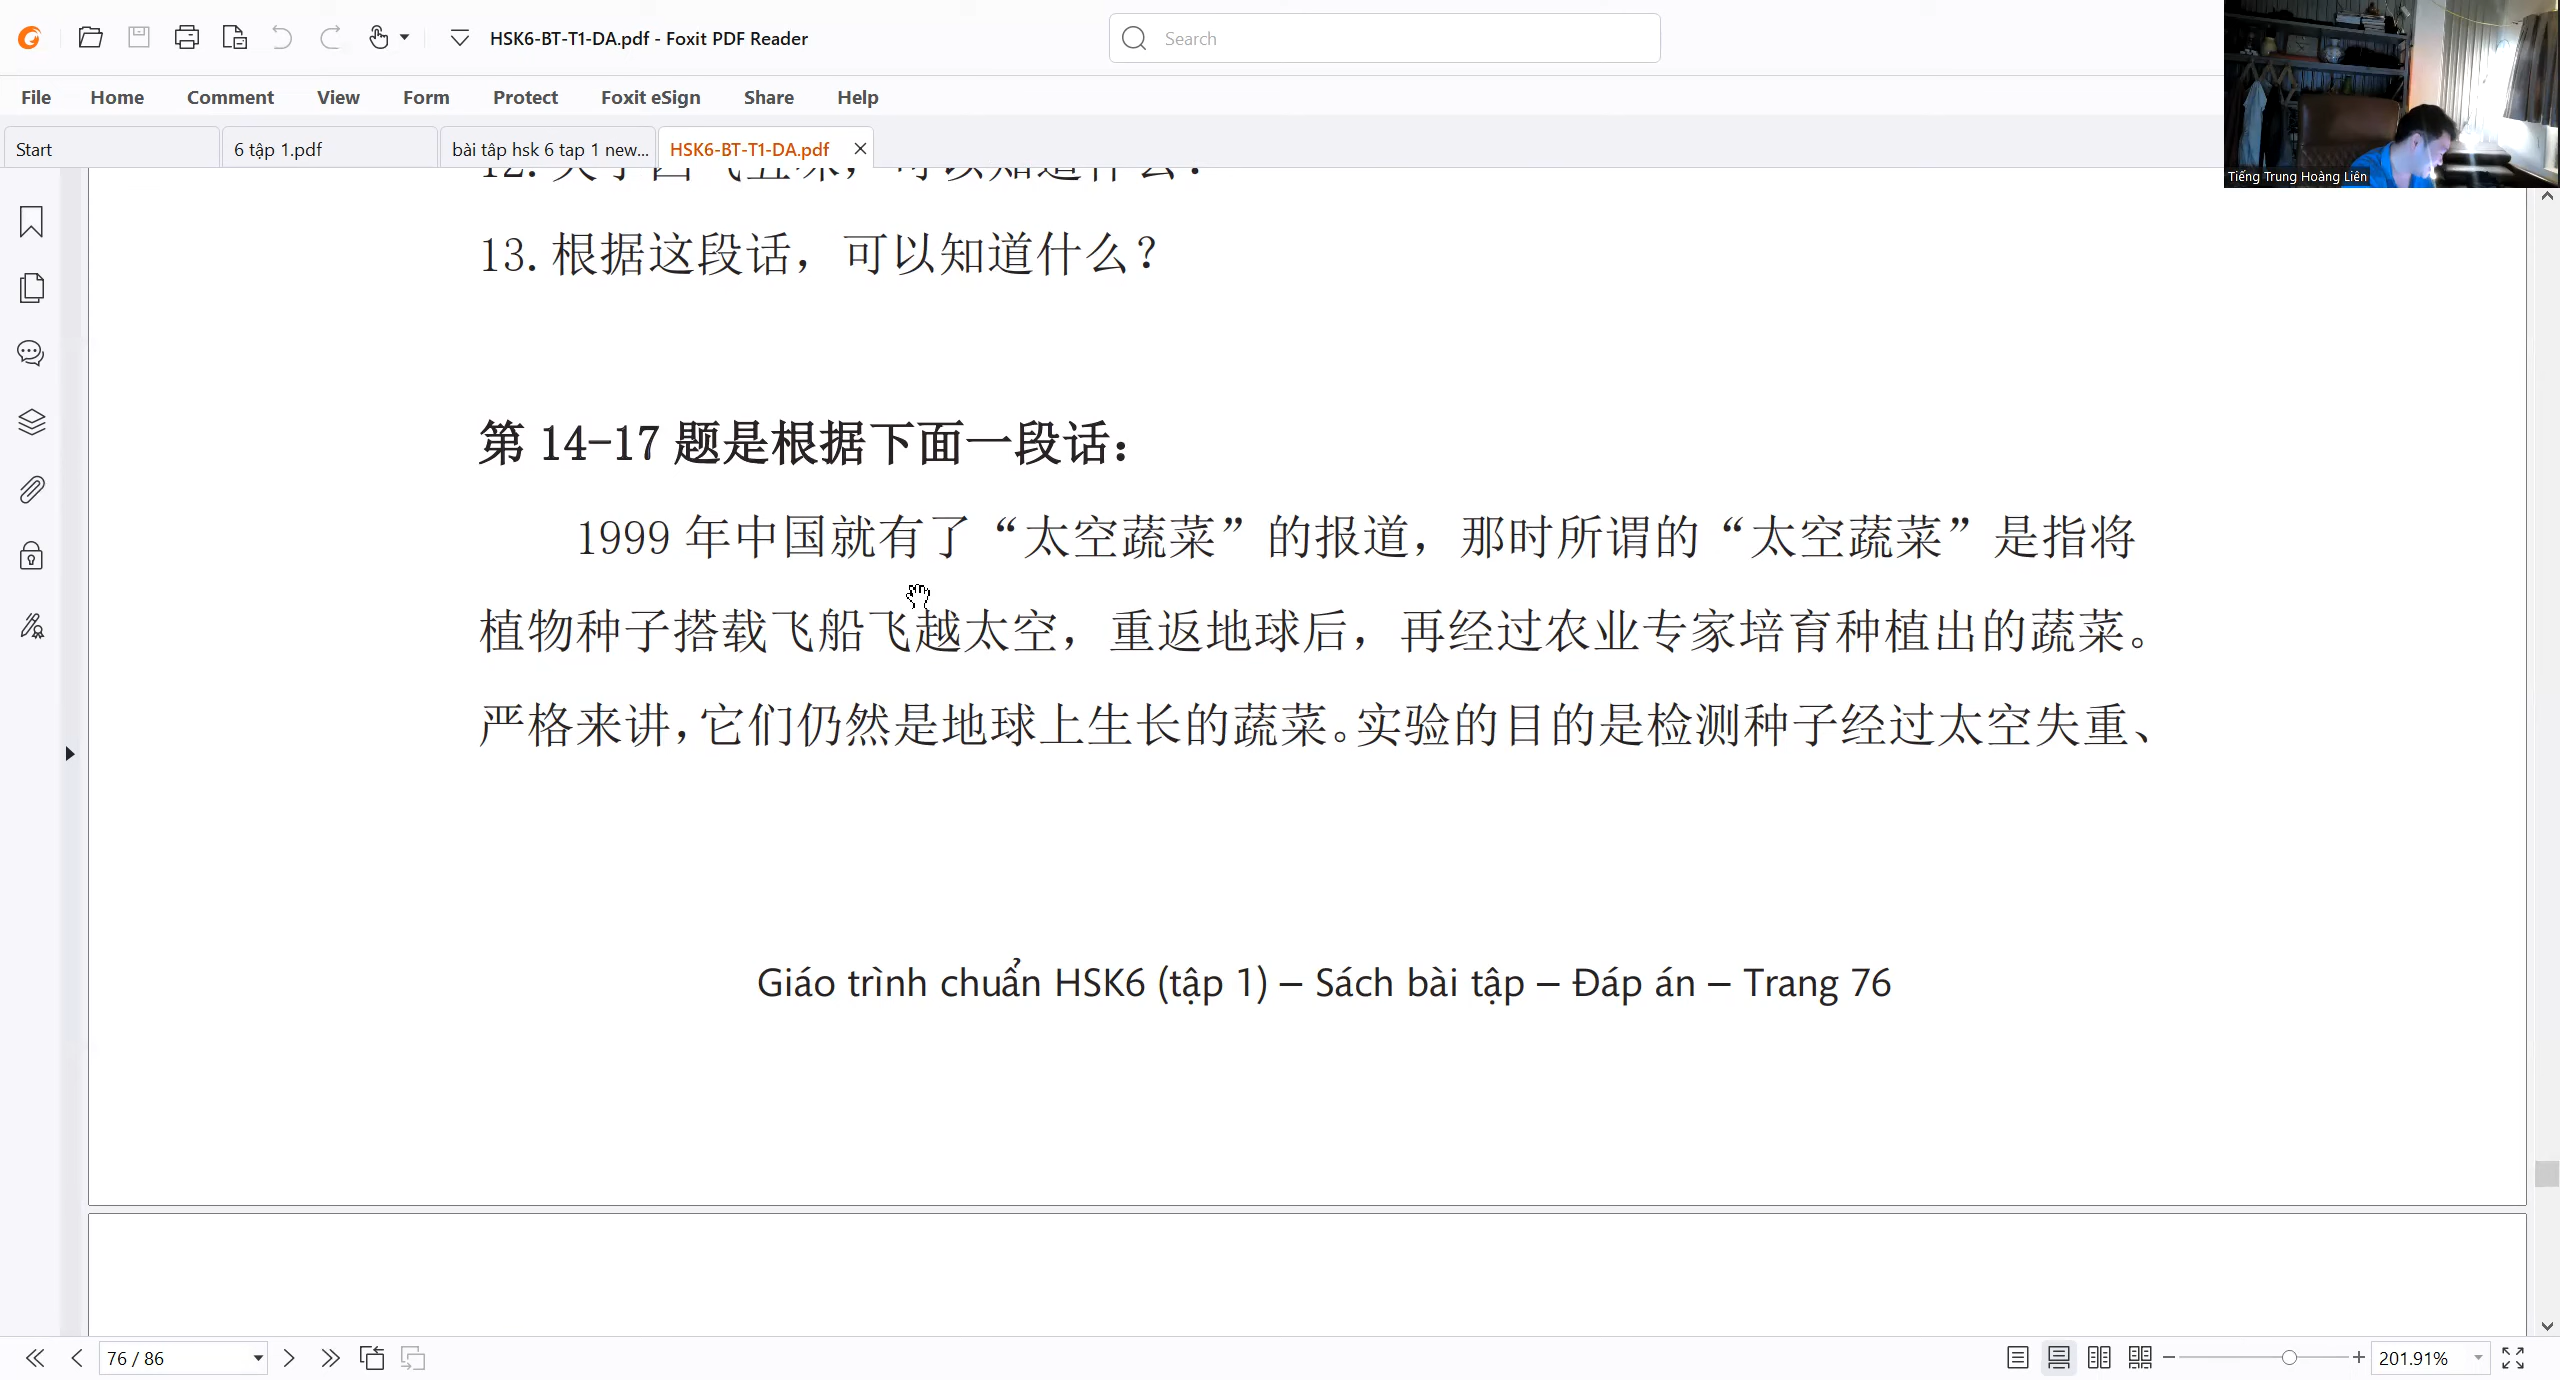 HSK6-BT-T1-DA.pdf - Foxit PDF Reader
Search
File Home Comment View Form Protect Foxit eSign Share Help
Start
6 tập 1.pdf
bài tâp hsk 6 tap 1 new...
HSK6-BT-T1-DA.pdf
Tiếng Trung Hoàng Liên
13. 根据这段话，可以知道什么？
第 14-17 题是根据下面一段话：
1999 年中国就有了“太空蔬菜”的报道，那时所谓的“太空蔬菜”是指将
植物种子搭载飞船飞越太空，重返地球后，再经过农业专家培育种植出的蔬菜。
严格来讲，它们仍然是地球上生长的蔬菜。实验的目的是检测种子经过太空失重、
Giáo trình chuẩn HSK6 (tập 1) – Sách bài tập – Đáp án – Trang 76
76 / 86
201.91%